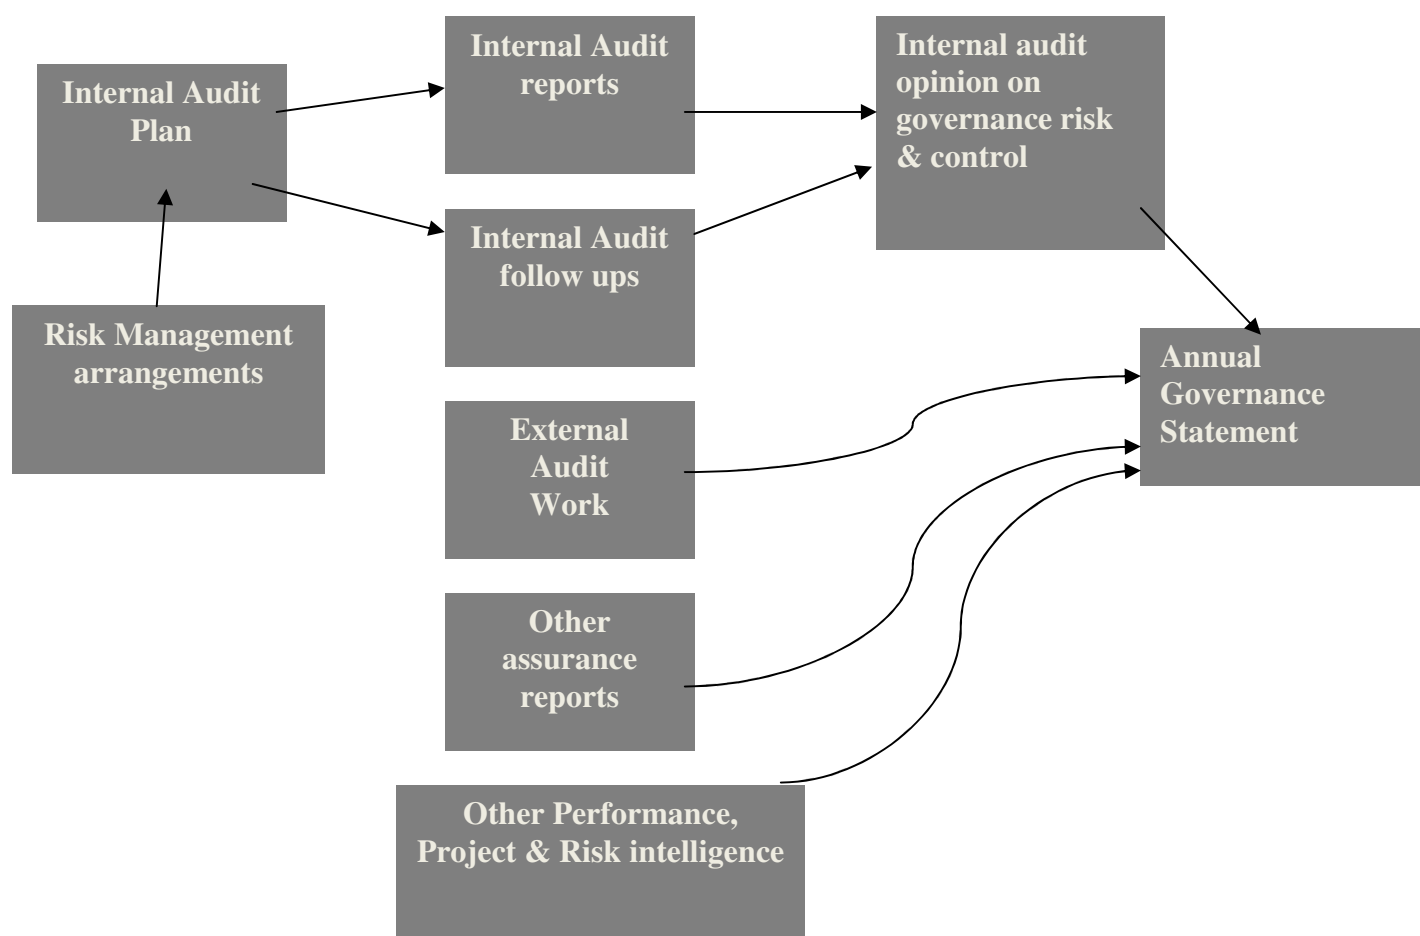 Internal Audit
Plan
Risk Management
arrangements
Internal Audit
reports
Internal Audit
follow ups
External
Audit
Work
Other
assurance
reports
Other Performance,
Project & Risk intelligence
Internal audit
opinion on
governance risk
& control
Annual
Governance
Statement